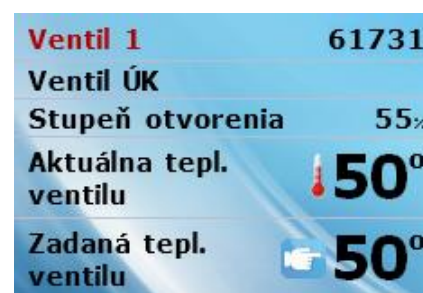 Ventil 1 61731
Ventil ÚK
Stupeň otvorenia 55%
Aktuálna tepl.
ventilu
50°
Zadaná tepl.
ventilu
50°